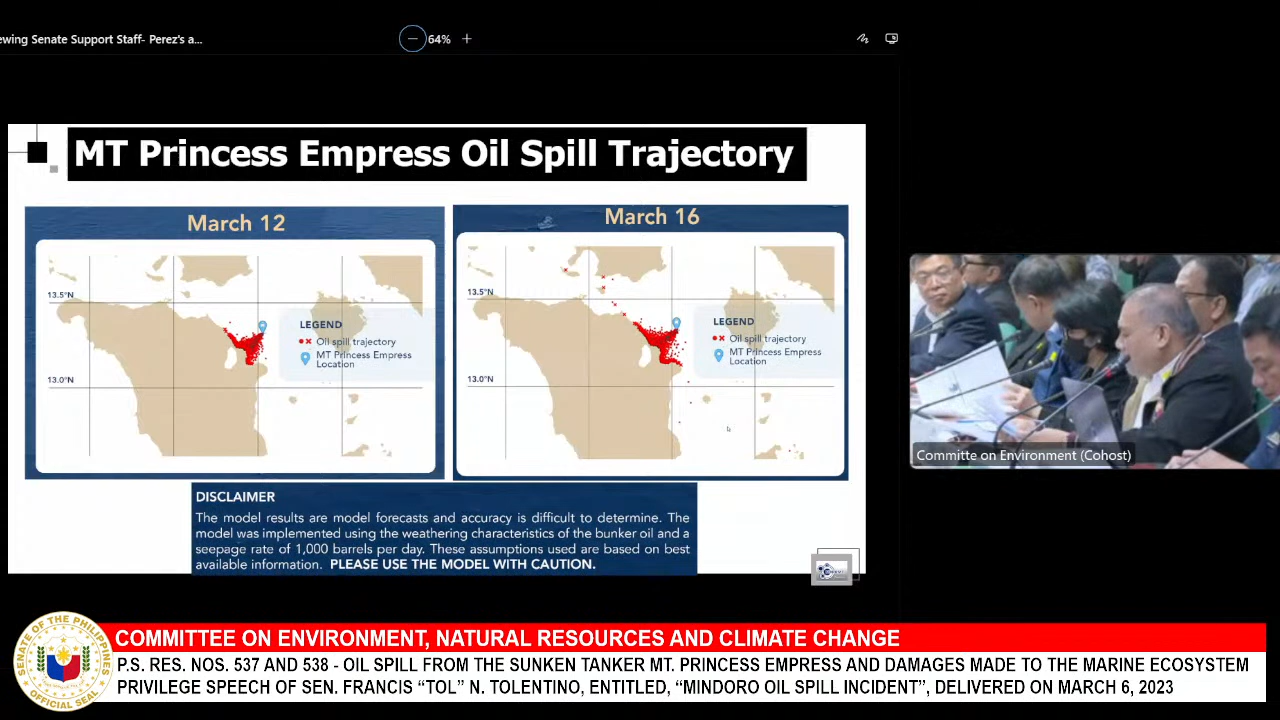 ewing Senate Support Staff- Perez's a...
64%
MT Princess Empress Oil Spill Trajectory
March 12
13.5°N
13.0°N
LEGEND
Oil spill trajectory
MT Princess Empress
Location
March 16
13.5°N
13.0°N
LEGEND
Oil spill trajectory
MT Princess Empress
Location
DISCLAIMER
The model results are model forecasts and accuracy is difficult to determine. The
model was implemented using the weathering characteristics of the bunker oil and a
seepage rate of 1,000 barrels per day. These assumptions used are based on best
available information. PLEASE USE THE MODEL WITH CAUTION.
Committe on Environment (Cohost)
SENATE OF THE PHILIPPINES
OFFICIAL SEAL
COMMITTEE ON ENVIRONMENT, NATURAL RESOURCES AND CLIMATE CHANGE
P.S. RES. NOS. 537 AND 538 - OIL SPILL FROM THE SUNKEN TANKER MT. PRINCESS EMPRESS AND DAMAGES MADE TO THE MARINE ECOSYSTEM
PRIVILEGE SPEECH OF SEN. FRANCIS “TOL” N. TOLENTINO, ENTITLED, “MINDORO OIL SPILL INCIDENT”, DELIVERED ON MARCH 6, 2023